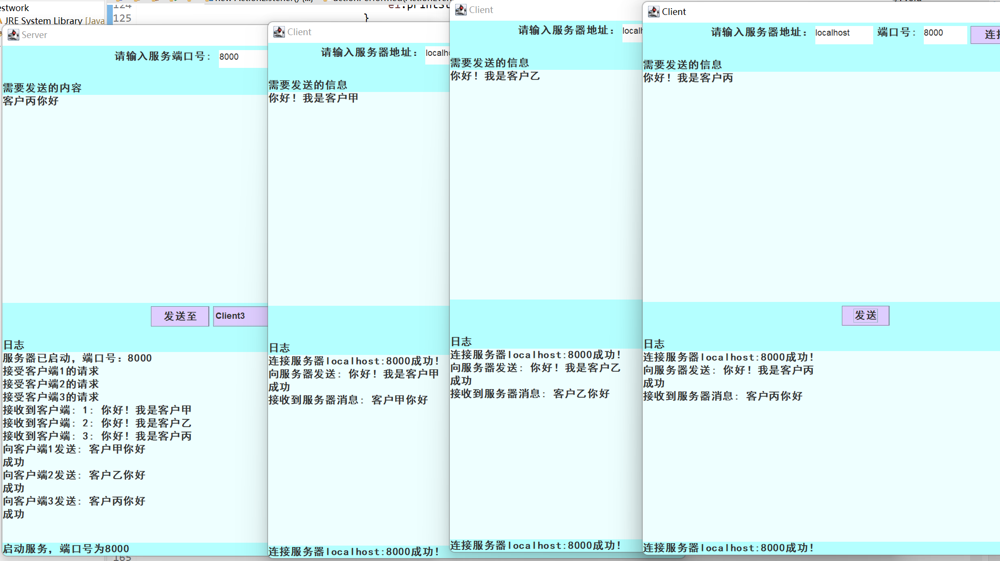 estwork
JRE System Library [Java
124
125
}
Server
请输入服务端口号： 8000
需要发送的内容
客户丙你好
发送至 Client3
日志
服务器已启动，端口号：8000
接受客户端1的请求
接受客户端2的请求
接受客户端3的请求
接收到客户端：1：你好！我是客户甲
接收到客户端：2：你好！我是客户乙
接收到客户端：3：你好！我是客户丙
向客户端1发送：客户甲你好
成功
向客户端2发送：客户乙你好
成功
向客户端3发送：客户丙你好
成功
启动服务，端口号为8000
165
Client
请输入服务器地址： localho
需要发送的信息
你好！我是客户甲
日志
连接服务器localhost:8000成功！
向服务器发送：你好！我是客户甲
成功
接收到服务器消息：客户甲你好
连接服务器localhost:8000成功！
Client
请输入服务器地址： localh
需要发送的信息
你好！我是客户乙
日志
连接服务器localhost:8000成功！
向服务器发送：你好！我是客户乙
成功
接收到服务器消息：客户乙你好
连接服务器localhost:8000成功！
Client
请输入服务器地址： localhost 端口号： 8000 连接
需要发送的信息
你好！我是客户丙
发送
日志
连接服务器localhost:8000成功！
向服务器发送：你好！我是客户丙
成功
接收到服务器消息：客户丙你好
连接服务器localhost:8000成功！